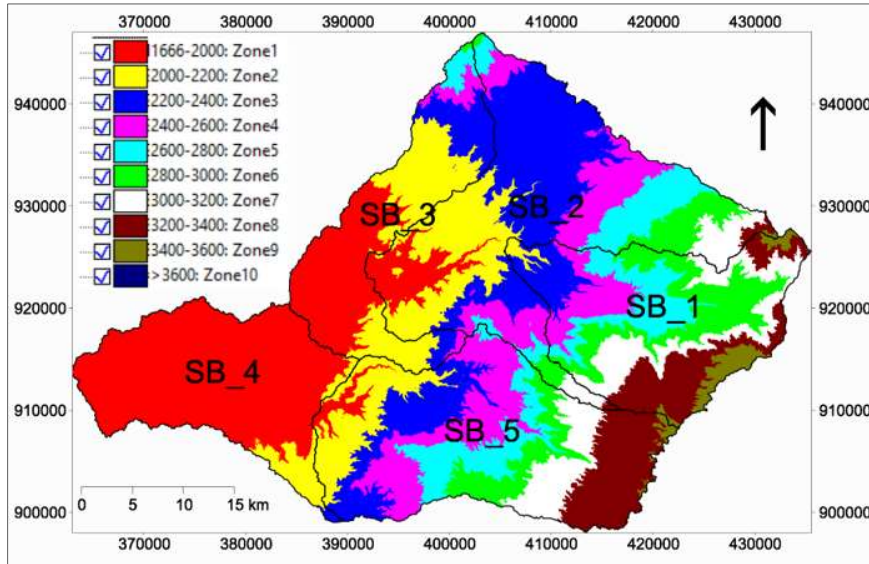 370000 380000 390000 400000 410000 420000 430000
1666-2000: Zone1
2000-2200: Zone2
2200-2400: Zone3
2400-2600: Zone4
2600-2800: Zone5
2800-3000: Zone6
3000-3200: Zone7
3200-3400: Zone8
3400-3600: Zone9
>3600: Zone10
940000 940000
930000 930000
920000 920000
910000 910000
900000 900000
SB_3
SB_2
SB_1
SB_4
SB_5
0 5 10 15 km
370000 380000 390000 400000 410000 420000 430000